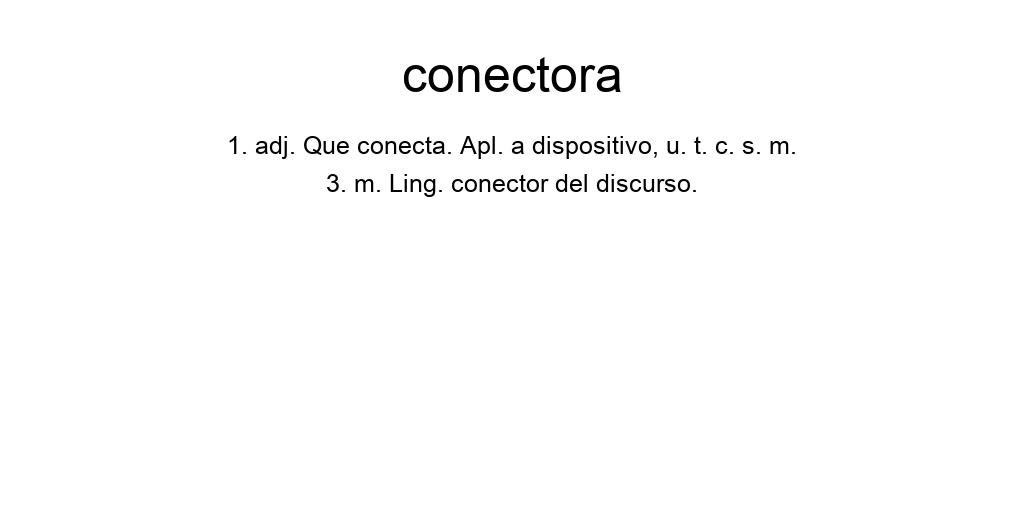 conectora
1. adj. Que conecta. Apl. a dispositivo, u. t. c. s. m.
3. m. Ling. conector del discurso.